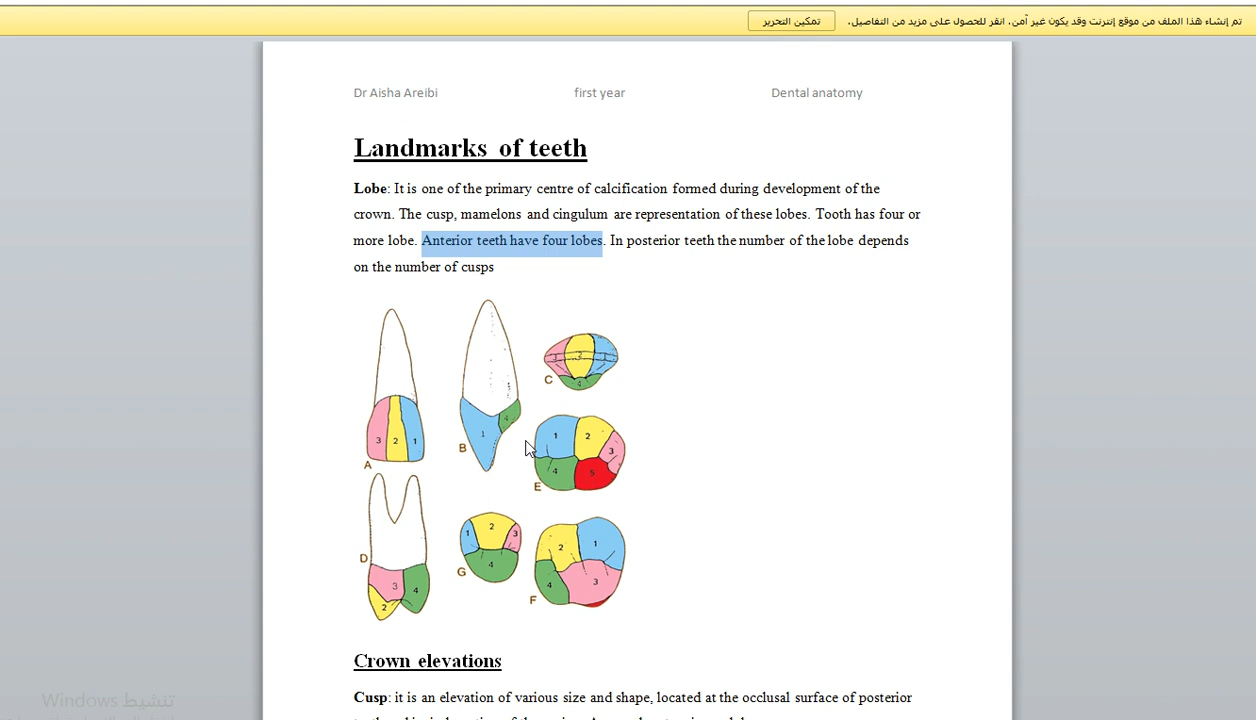 تم إنشاء هذا الملف من موقع إنترنت وقد يكون غير آمن. انقر للحصول على مزيد من التفاصيل. تمكين التحرير
Dr Aisha Areibi first year Dental anatomy
Landmarks of teeth
Lobe: It is one of the primary centre of calcification formed during development of the
crown. The cusp, mamelons and cingulum are representation of these lobes. Tooth has four or
more lobe. Anterior teeth have four lobes. In posterior teeth the number of the lobe depends
on the number of cusps
3 2 3
C 4
1 4
3 2 1
B
A
1 2 3
4 5
E
D
3 4
2
1 2 3
4
G
2 1
4 3
F
Crown elevations
Cusp: it is an elevation of various size and shape, located at the occlusal surface of posterior
تنشيط Windows